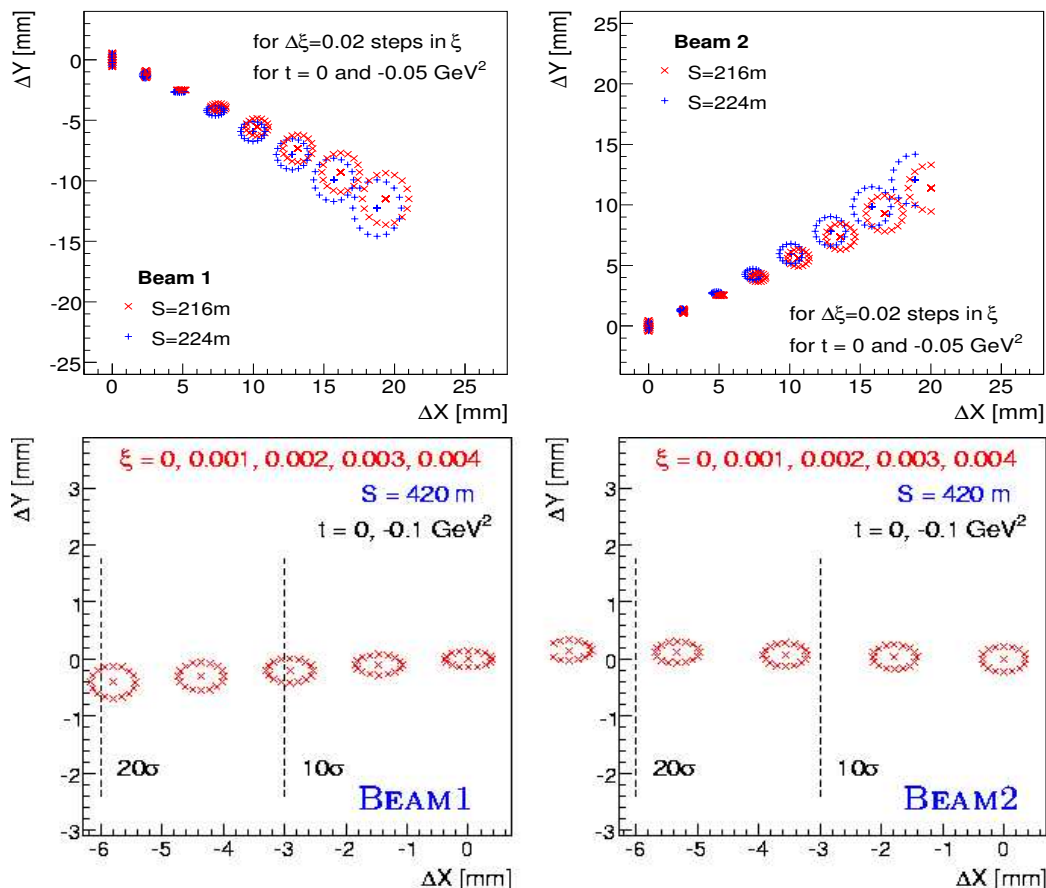 ΔY [mm]
for Δξ=0.02 steps in ξ
for t = 0 and -0.05 GeV²
Beam 1
S=216m
S=224m
0
-5
-10
-15
-20
-25
0 5 10 15 20 25
ΔX [mm]
ΔY [mm]
Beam 2
S=216m
S=224m
for Δξ=0.02 steps in ξ
for t = 0 and -0.05 GeV²
25
20
15
10
5
0
0 5 10 15 20 25
ΔX [mm]
ΔY [mm]
ξ = 0, 0.001, 0.002, 0.003, 0.004
S = 420 m
t = 0, -0.1 GeV²
20σ
10σ
BEAM1
3
2
1
0
-1
-2
-3
-6 -5 -4 -3 -2 -1 0
ΔX [mm]
ΔY [mm]
ξ = 0, 0.001, 0.002, 0.003, 0.004
S = 420 m
t = 0, -0.1 GeV²
20σ
10σ
BEAM2
3
2
1
0
-1
-2
-3
-6 -5 -4 -3 -2 -1 0
ΔX [mm]